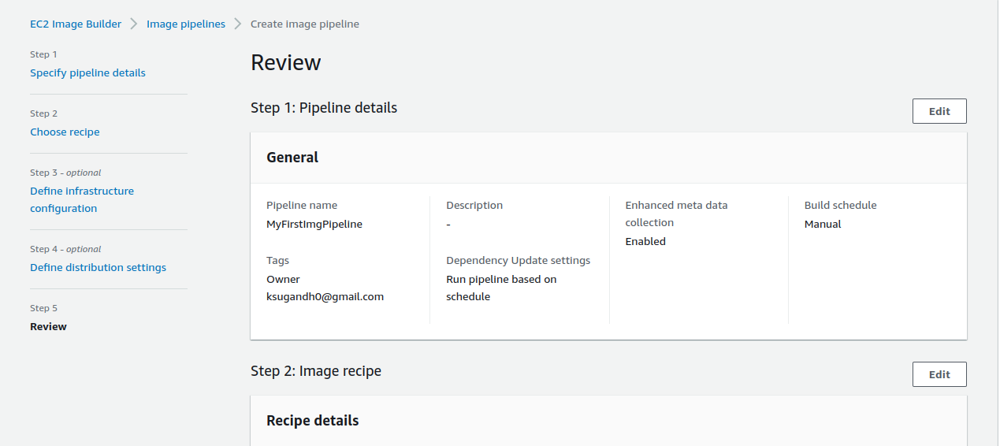 EC2 Image Builder > Image pipelines > Create image pipeline
Step 1
Specify pipeline details
Step 2
Choose recipe
Step 3 - optional
Define infrastructure
configuration
Step 4 - optional
Define distribution settings
Step 5
Review
Review
Step 1: Pipeline details
Edit
General
Pipeline name
MyFirstImgPipeline
Tags
Owner
ksugandh0@gmail.com
Description
-
Dependency Update settings
Run pipeline based on
schedule
Enhanced meta data
collection
Enabled
Build schedule
Manual
Step 2: Image recipe
Edit
Recipe details